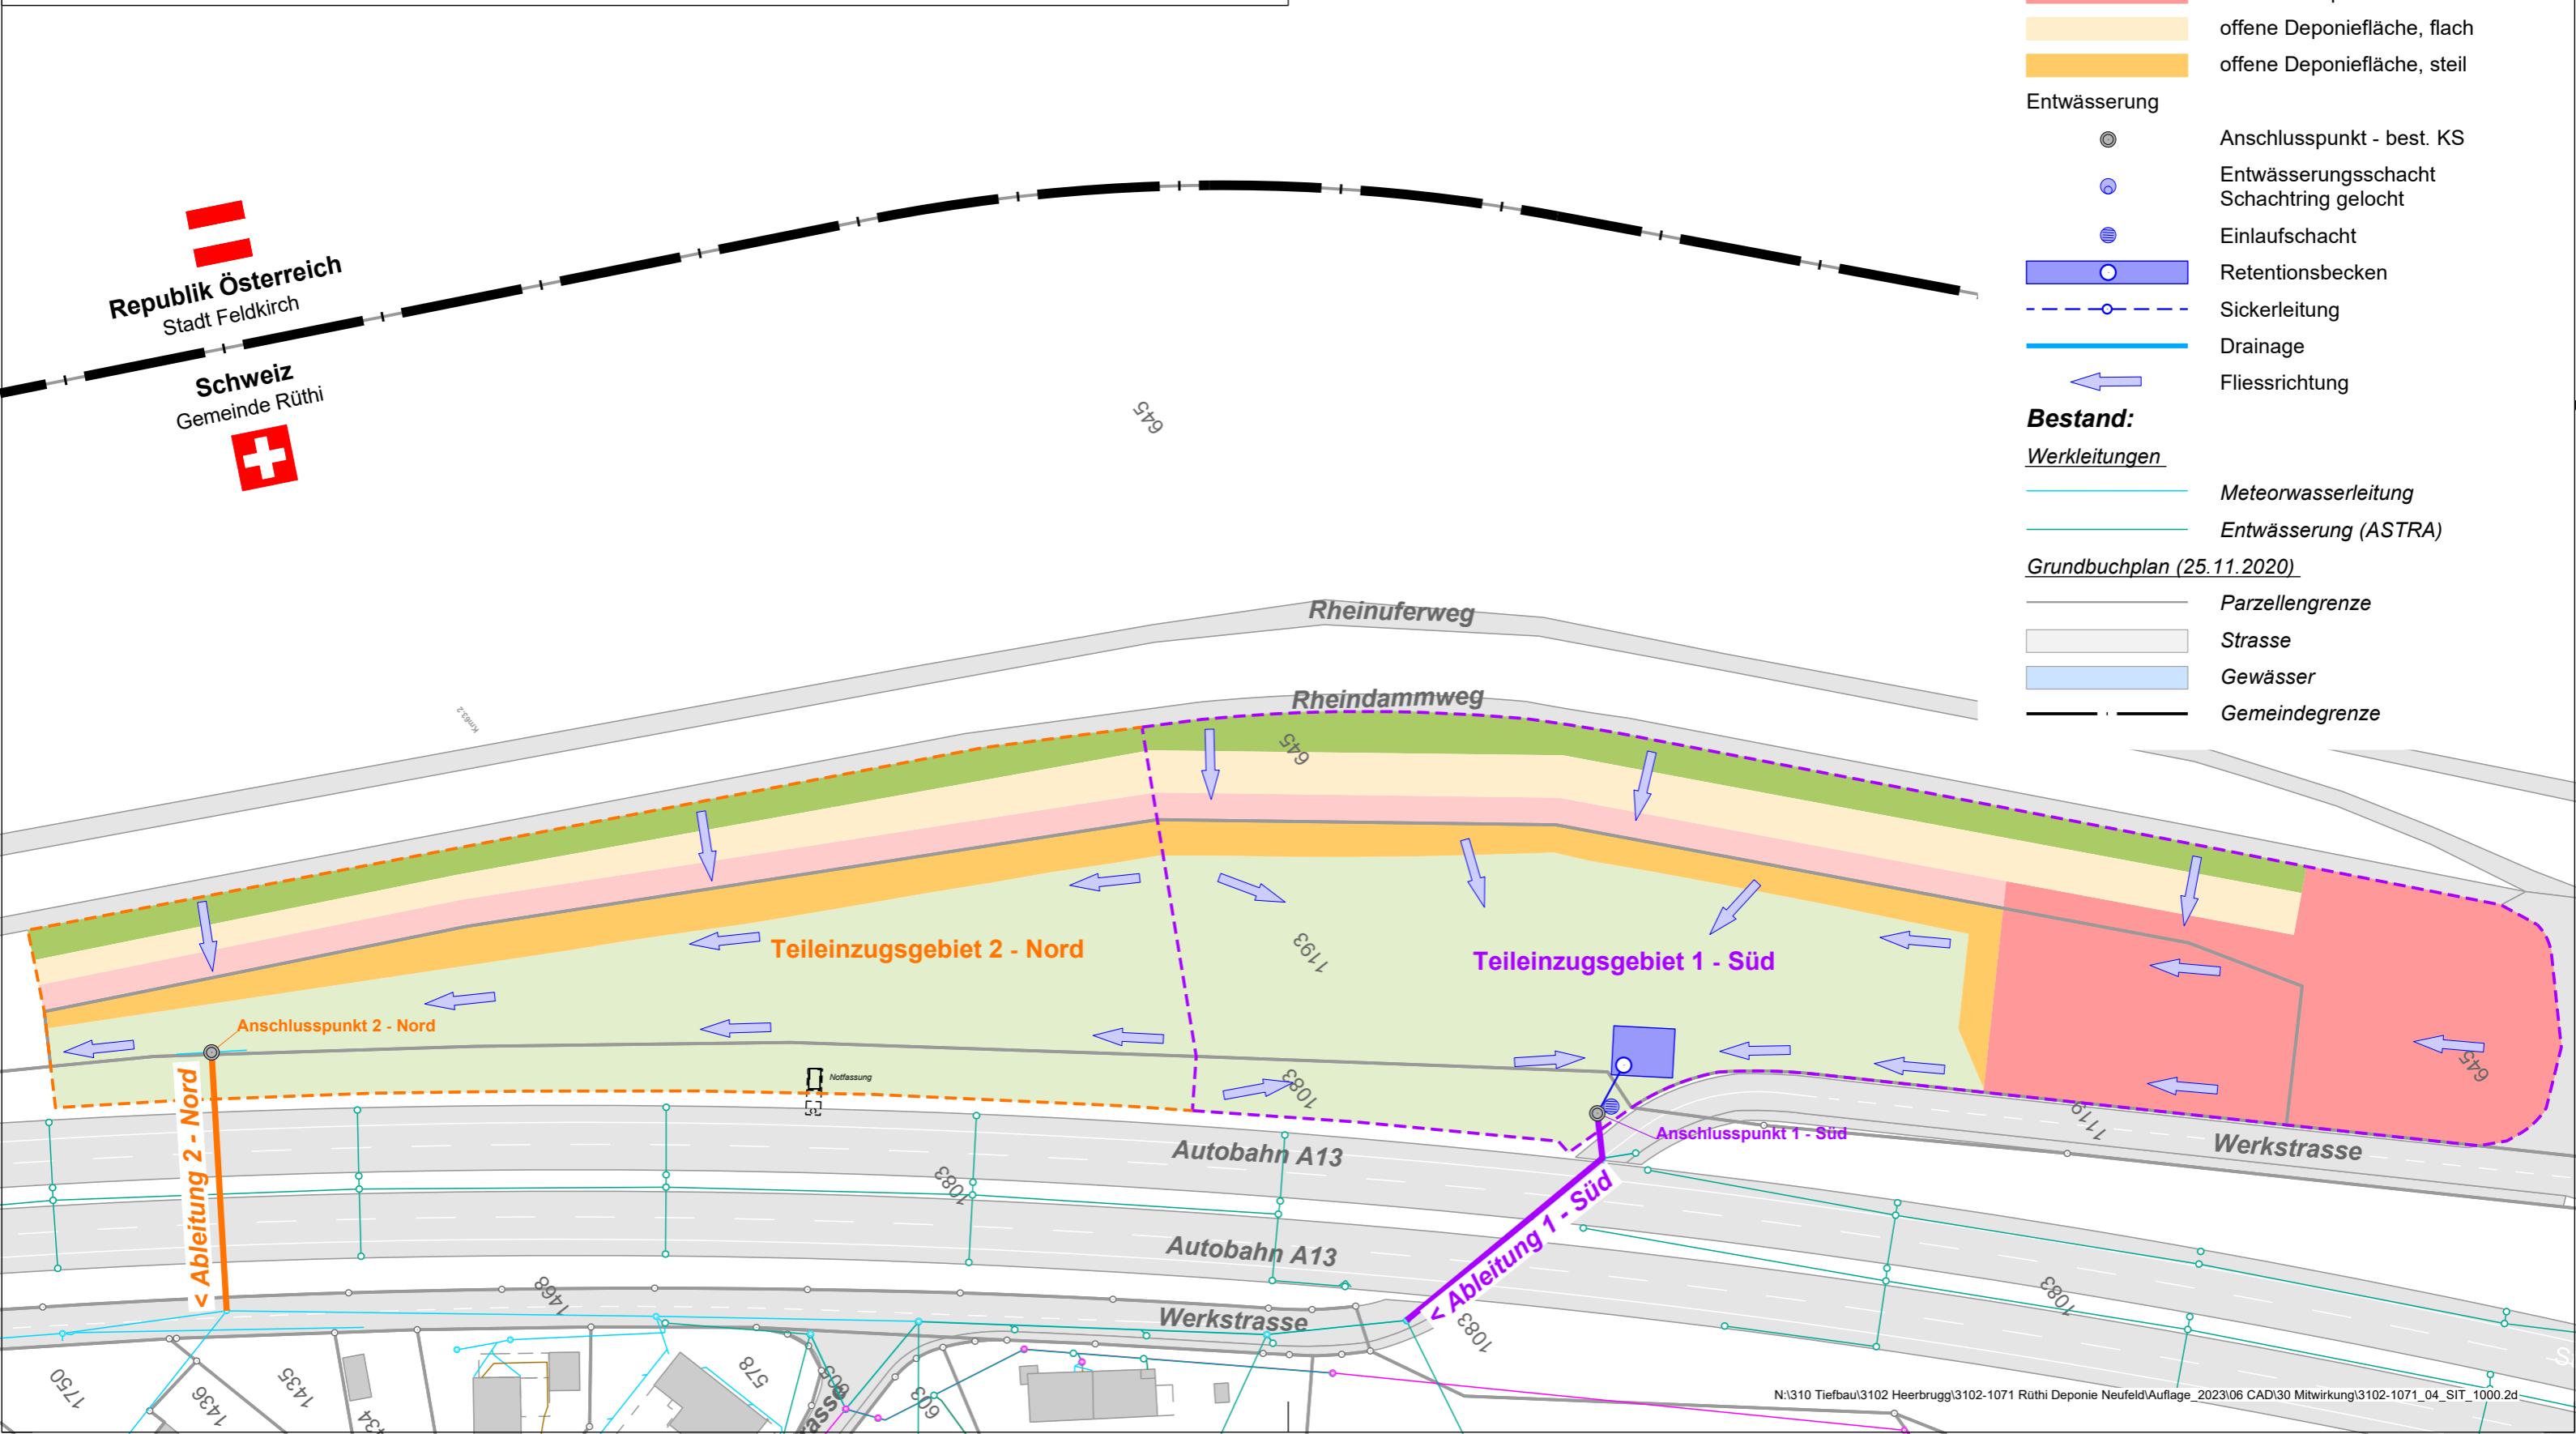 offene Deponiefläche, flach
offene Deponiefläche, steil
Entwässerung
Anschlusspunkt - best. KS
Entwässerungsschacht
Schachtring gelocht
Einlaufschacht
Retentionsbecken
Sickerleitung
Drainage
Fliessrichtung
Bestand:
Werkleitungen
Meteorwasserleitung
Entwässerung (ASTRA)
Grundbuchplan (25.11.2020)
Parzellengrenze
Strasse
Gewässer
Gemeindegrenze
Republik Österreich
Stadt Feldkirch
Schweiz
Gemeinde Rüthi
645
Rheinuferweg
Rheindammweg
Km63.2
645
1193
Teileinzugsgebiet 2 - Nord
Teileinzugsgebiet 1 - Süd
Anschlusspunkt 2 - Nord
Notfassung
1083
645
1119
Anschlusspunkt 1 - Süd
Werkstrasse
< Ableitung 2 - Nord
Autobahn A13
1083
< Ableitung 1 - Süd
Autobahn A13
1468
1083
Werkstrasse
1083
1750
1436
1435
578
603
N:\310 Tiefbau\3102 Heerbrugg\3102-1071 Rüthi Deponie Neufeld\Auflage_2023\06 CAD\30 Mitwirkung\3102-1071_04_SIT_1000.2d